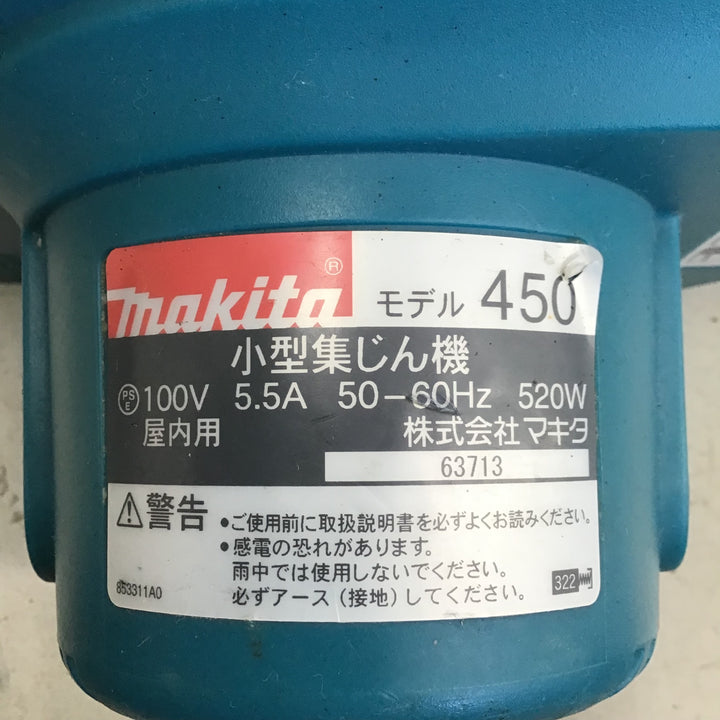 makita®
モデル 450
小型集じん機
PSE 100V 5.5A 50-60Hz 520W
屋内用 株式会社マキタ
63713
警告 •ご使用前に取扱説明書を必ずよくお読みください。
•感電の恐れがあります。
雨中では使用しないでください。
必ずアース(接地)してください。
853311A0
322